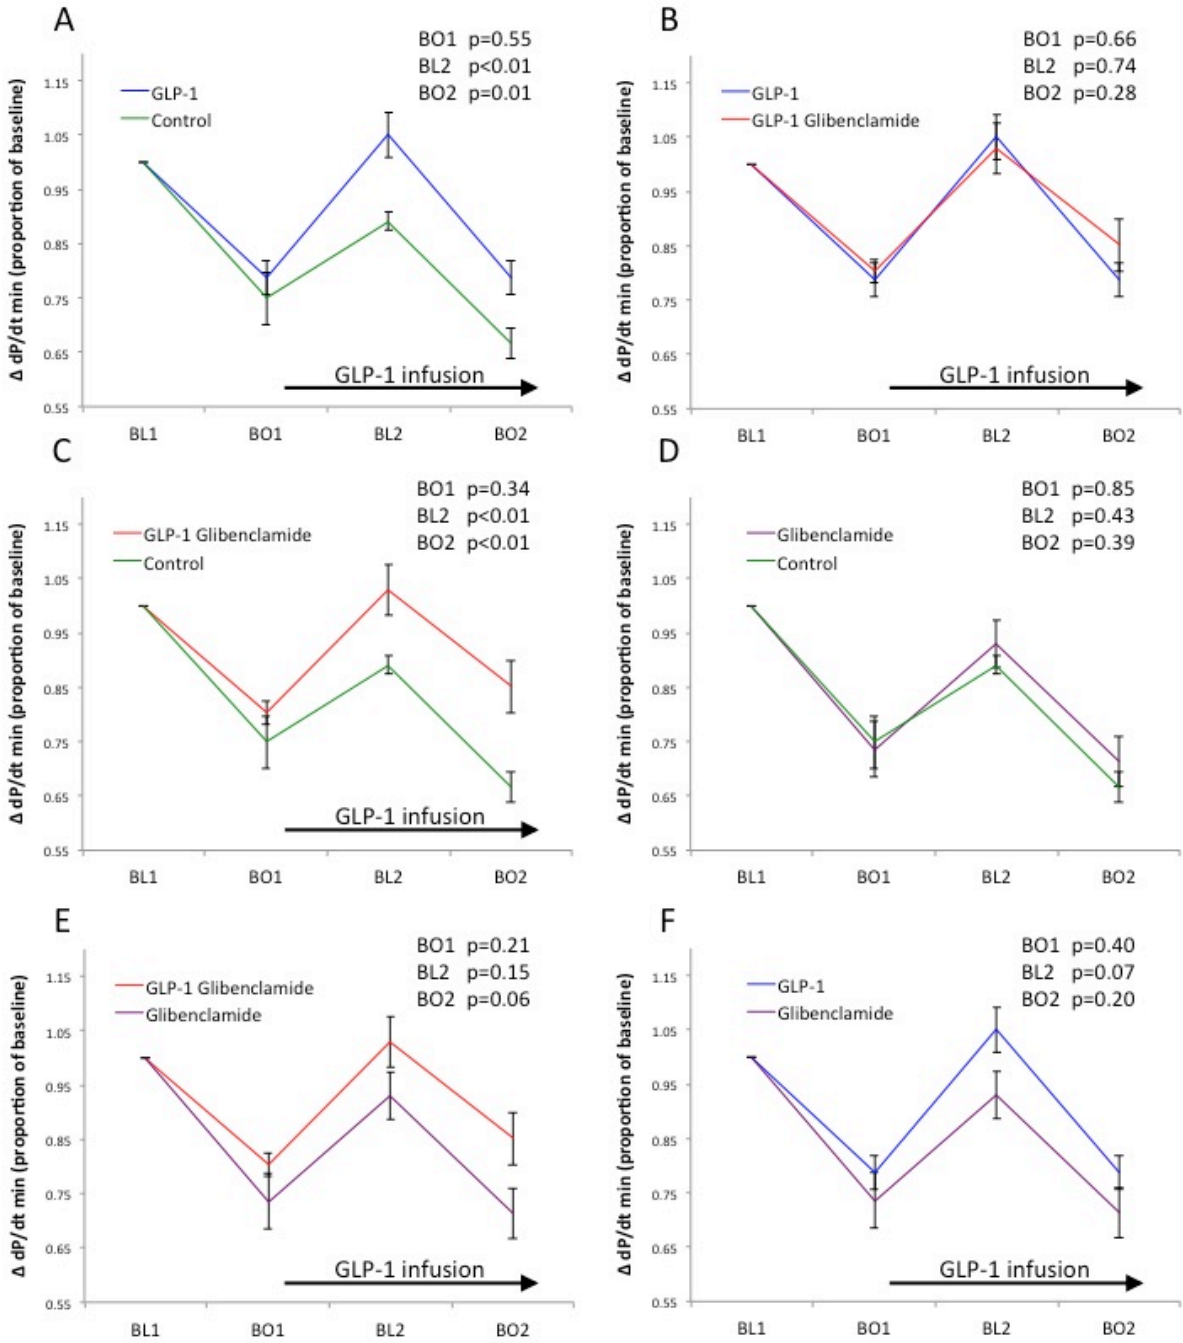 A
BO1 p=0.55
BL2 p<0.01
BO2 p=0.01
GLP-1
Control
Δ dP/dt min (proportion of baseline)
1.15
1.05
0.95
0.85
0.75
0.65
0.55
GLP-1 infusion
BL1 BO1 BL2 BO2
B
BO1 p=0.66
BL2 p=0.74
BO2 p=0.28
GLP-1
GLP-1 Glibenclamide
Δ dP/dt min (proportion of baseline)
1.15
1.05
0.95
0.85
0.75
0.65
0.55
GLP-1 infusion
BL1 BO1 BL2 BO2
C
BO1 p=0.34
BL2 p<0.01
BO2 p<0.01
GLP-1 Glibenclamide
Control
Δ dP/dt min (proportion of baseline)
1.15
1.05
0.95
0.85
0.75
0.65
0.55
GLP-1 infusion
BL1 BO1 BL2 BO2
D
BO1 p=0.85
BL2 p=0.43
BO2 p=0.39
Glibenclamide
Control
Δ dP/dt min (proportion of baseline)
1.15
1.05
0.95
0.85
0.75
0.65
0.55
BL1 BO1 BL2 BO2
E
BO1 p=0.21
BL2 p=0.15
BO2 p=0.06
GLP-1 Glibenclamide
Glibenclamide
Δ dP/dt min (proportion of baseline)
1.15
1.05
0.95
0.85
0.75
0.65
0.55
GLP-1 infusion
BL1 BO1 BL2 BO2
F
BO1 p=0.40
BL2 p=0.07
BO2 p=0.20
GLP-1
Glibenclamide
Δ dP/dt min (proportion of baseline)
1.15
1.05
0.95
0.85
0.75
0.65
0.55
GLP-1 infusion
BL1 BO1 BL2 BO2